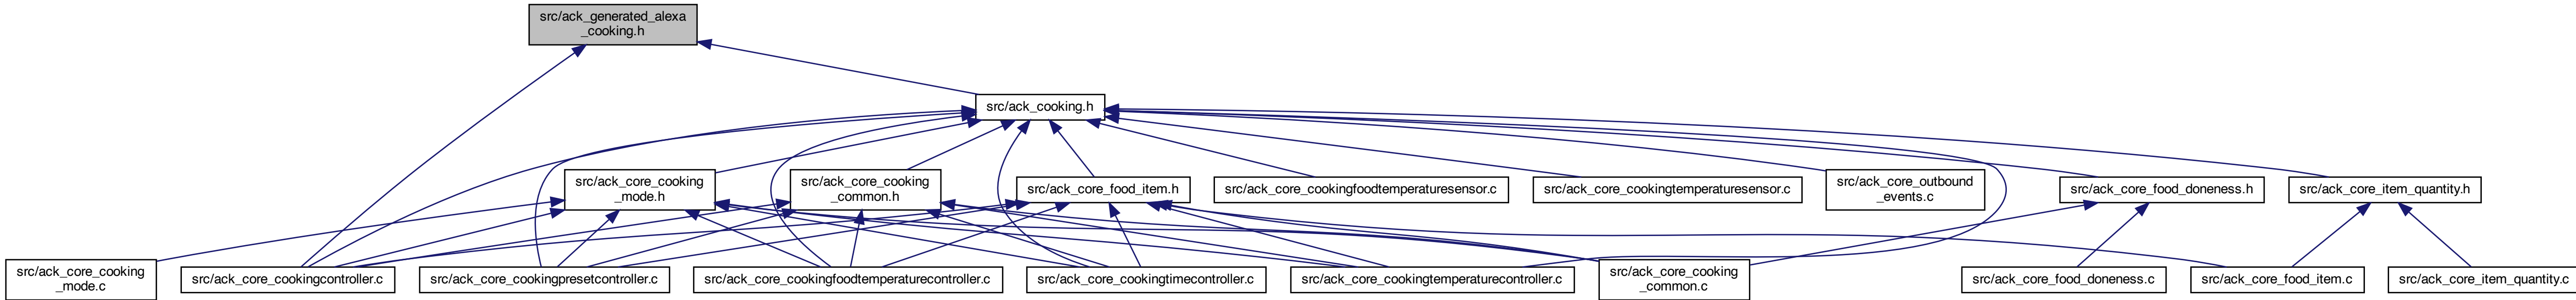 src/ack_generated_alexa
_cooking.h
src/ack_cooking.h
src/ack_core_cooking
_mode.h
src/ack_core_cooking
_common.h
src/ack_core_food_item.h
src/ack_core_cookingfoodtemperaturesensor.c
src/ack_core_cookingtemperaturesensor.c
src/ack_core_outbound
_events.c
src/ack_core_food_doneness.h
src/ack_core_item_quantity.h
src/ack_core_cooking
_mode.c
src/ack_core_cookingcontroller.c
src/ack_core_cookingpresetcontroller.c
src/ack_core_cookingfoodtemperaturecontroller.c
src/ack_core_cookingtimecontroller.c
src/ack_core_cookingtemperaturecontroller.c
src/ack_core_cooking
_common.c
src/ack_core_food_doneness.c
src/ack_core_food_item.c
src/ack_core_item_quantity.c